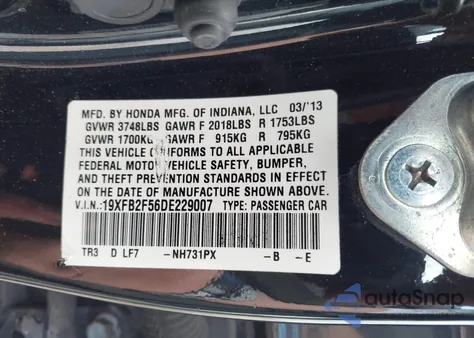 MFD. BY HONDA MFG. OF INDIANA, LLC 03/'13
GVWR 3748LBS GAWR F 2018LBS R 1753LBS
GVWR 1700KG GAWR F 915KG R 795KG
THIS VEHICLE CONFORMS TO ALL APPLICABLE
FEDERAL MOTOR VEHICLE SAFETY, BUMPER,
AND THEFT PREVENTION STANDARDS IN EFFECT
ON THE DATE OF MANUFACTURE SHOWN ABOVE.
V.I.N.:19XFB2F56DE229007 TYPE: PASSENGER CAR
TR3 D LF7 -NH731PX -B -E
autoSnap